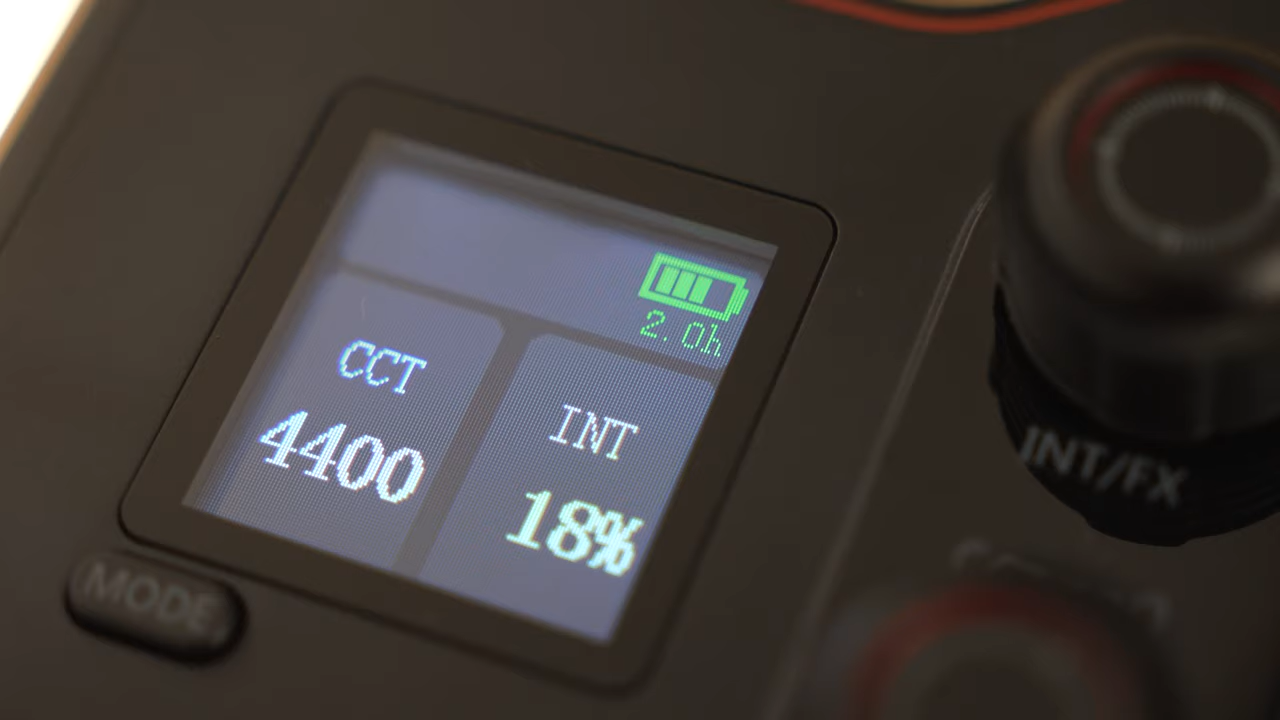 2.0h
CCT
4400
INT
18%
MODE
INT/FX